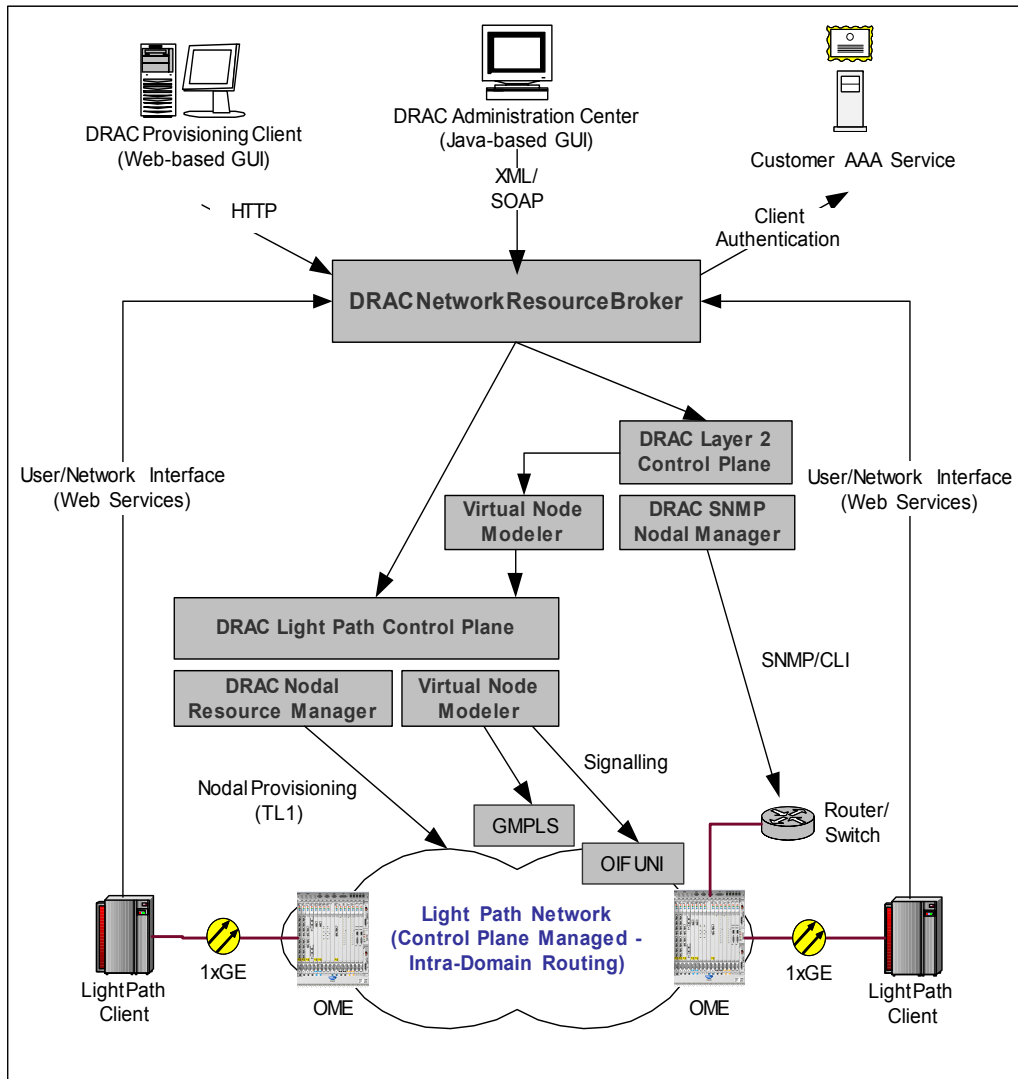 DRAC Provisioning Client
(Web-based GUI)
DRAC Administration Center
(Java-based GUI)
Customer AAA Service
HTTP
XML/
SOAP
Client
Authentication
DRAC Network Resource Broker
User/Network Interface
(Web Services)
DRAC Layer 2
Control Plane
User/Network Interface
(Web Services)
Virtual Node
Modeler
DRAC SNMP
Nodal Manager
DRAC Light Path Control Plane
SNMP/CLI
DRAC Nodal
Resource Manager
Virtual Node
Modeler
Signalling
Nodal Provisioning
(TL1)
GMPLS
Router/
Switch
OIF UNI
Light Path Network
(Control Plane Managed -
Intra-Domain Routing)
1xGE
1xGE
LightPath
Client
OME
OME
LightPath
Client